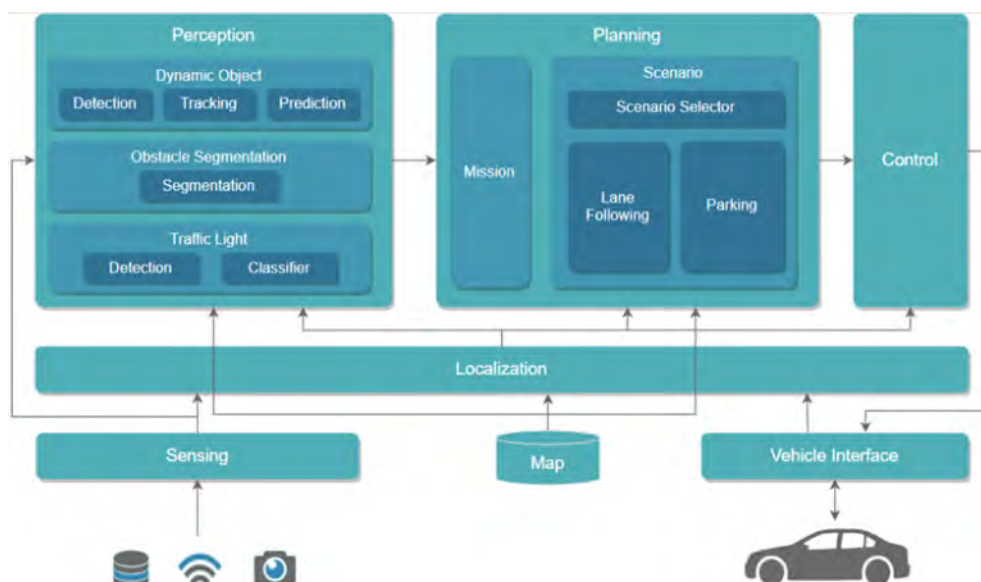 Perception
Dynamic Object
Detection
Tracking
Prediction
Obstacle Segmentation
Segmentation
Traffic Light
Detection
Classifier
Planning
Mission
Scenario
Scenario Selector
Lane
Following
Parking
Control
Localization
Sensing
Map
Vehicle Interface